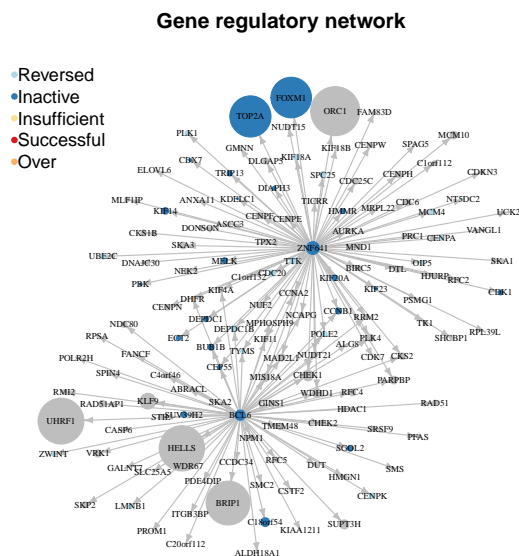 Gene regulatory network
Reversed
Inactive
Insufficient
Successful
Over
FOXM1
TOP2A
ORC1
FAM83D
NUDT15
PLK1
GMNN
KIF18B
CENPW
SPAG5
MCM10
CBX7
DLGAP5
KIF18A
C1orf112
ELOVL6
TRIP13
SPC25
CDC25C
CENPH
CDKN3
DIAPH3
ANXA11
KDELC1
TICRR
MLF1IP
KIF14
HMMR
MRPL22
CDC6
NT5DC2
MCM4
UCK2
CENPF
CENPE
ASCC3
DONSON
CKS1B
AURKA
VANGL1
PRC1
CENPA
SKA3
TPX2
ZNF641
MND1
UBE2C
DNAJC30
MELK
TTK
OIP5
SKA1
NEK2
BIRC5
DTL
HJURP
RFC2
PBK
C1orf132
CDC20
KIF20A
KIF23
CDK1
KIF4A
CCNA2
DHFR
CENPN
NUF2
CCNB1
RRM2
PSMG1
TK1
NDC80
DEPDC1
DEPDC1B
MPHOSPH9
NCAPG
RPL39L
RPSA
ECT2
KIF11
POLE2
PLK4
SHCBP1
BUB1B
TYMS
ALG8
POLR2H
FANCF
MAD2L1
NUDT21
CDK7
CKS2
SPIN4
C4orf46
CEP55
MIS18A
CHEK1
PARPBP
RMI2
ABRACL
WDHD1
RFC4
RAD51AP1
KLF9
SKA2
GINS1
HDAC1
RAD51
UHRF1
STIL
SUV39H2
BCL6
TMEM48
CHEK2
SRSF9
CASP6
NPM1
PFAS
HELLS
SGOL2
ZWINT
VRK1
WDR67
CCDC34
RFC5
DUT
GALNT7
SLC25A5
SMS
PDE4DIP
SMC2
HMGN1
SKP2
LMNB1
BRIP1
CSTF2
CENPK
ITGB3BP
C18orf54
SUPT3H
PROM1
KIAA1211
C20orf112
ALDH18A1